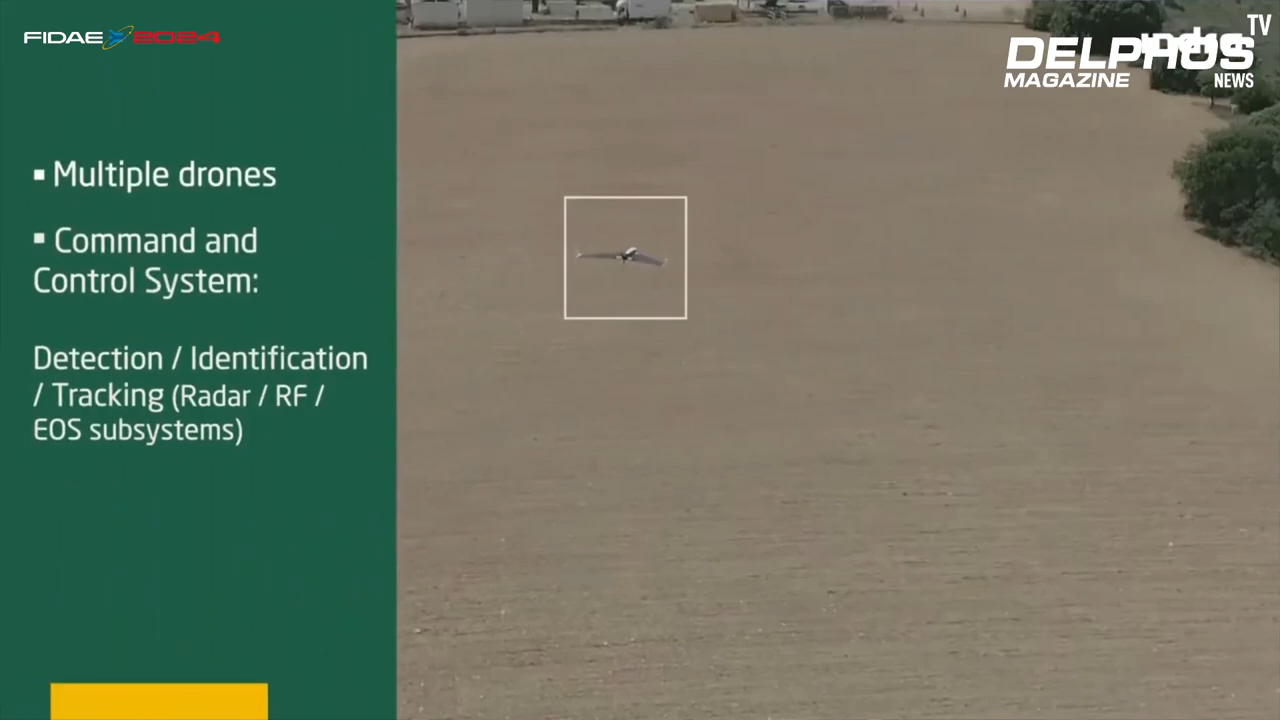 FIDAE 2024
TV
DELPHOS
MAGAZINE NEWS
▪ Multiple drones
▪ Command and
Control System:
Detection / Identification
/ Tracking (Radar / RF /
EOS subsystems)